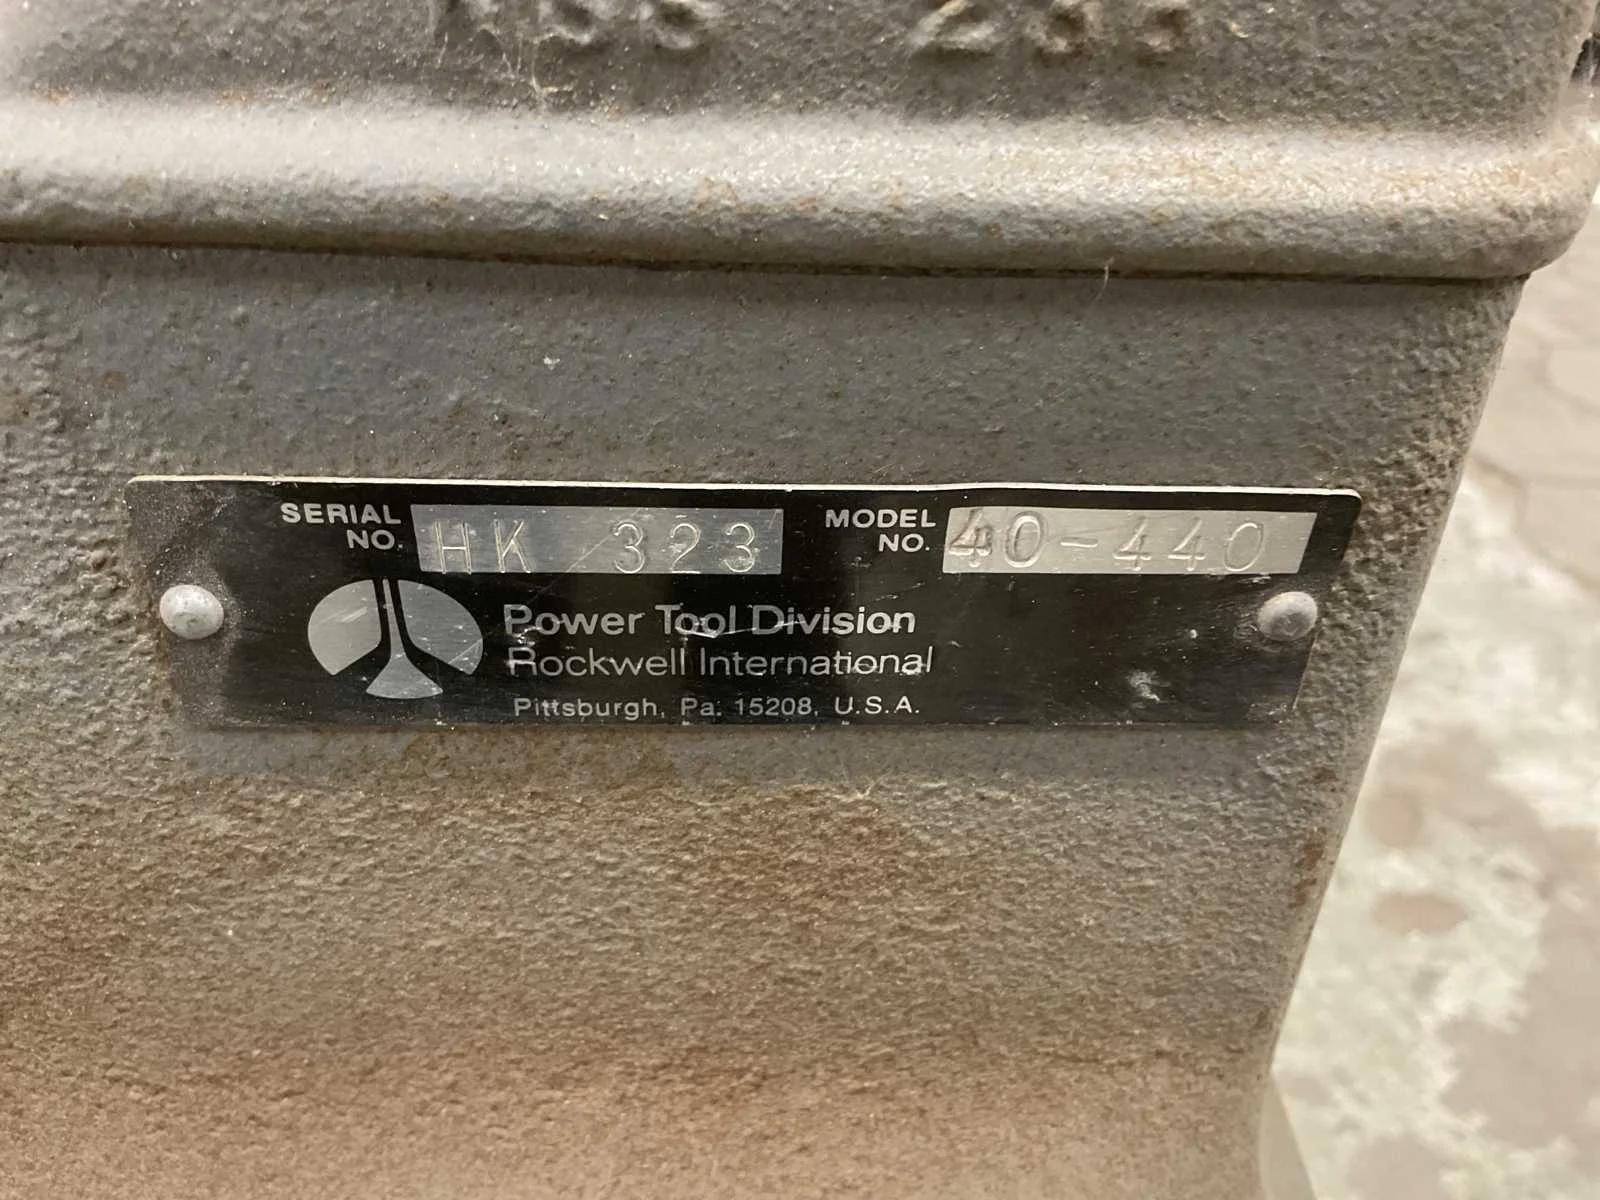 SERIAL NO. HK 323 MODEL NO. 40-440
Power Tool Division
Rockwell International
Pittsburgh, Pa. 15208, U.S.A.